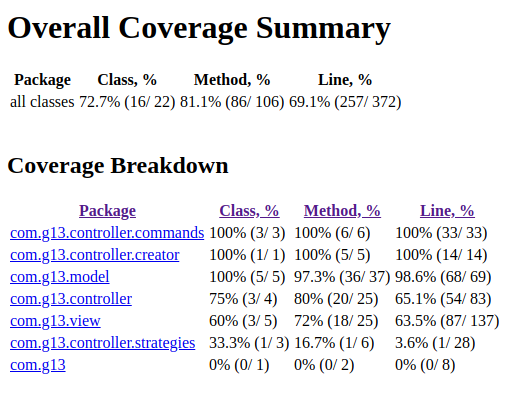 Overall Coverage Summary
Package Class, % Method, % Line, %
all classes 72.7% (16/ 22) 81.1% (86/ 106) 69.1% (257/ 372)
Coverage Breakdown
Package Class, % Method, % Line, %
com.g13.controller.commands 100% (3/ 3) 100% (6/ 6) 100% (33/ 33)
com.g13.controller.creator 100% (1/ 1) 100% (5/ 5) 100% (14/ 14)
com.g13.model 100% (5/ 5) 97.3% (36/ 37) 98.6% (68/ 69)
com.g13.controller 75% (3/ 4) 80% (20/ 25) 65.1% (54/ 83)
com.g13.view 60% (3/ 5) 72% (18/ 25) 63.5% (87/ 137)
com.g13.controller.strategies 33.3% (1/ 3) 16.7% (1/ 6) 3.6% (1/ 28)
com.g13 0% (0/ 1) 0% (0/ 2) 0% (0/ 8)